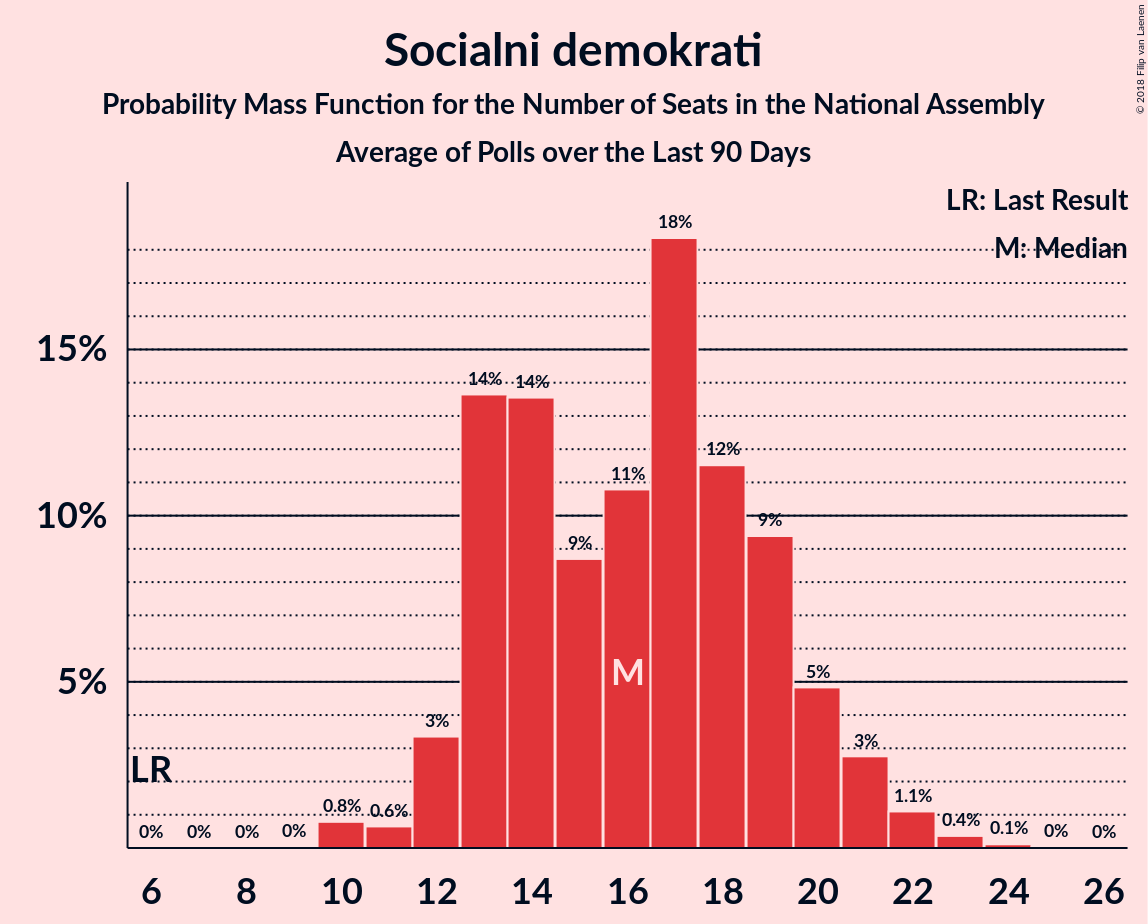 Socialni demokrati
Probability Mass Function for the Number of Seats in the National Assembly
Average of Polls over the Last 90 Days
© 2018 Filip van Laenen
LR: Last Result
M: Median
15%
10%
5%
LR
0%
0%
0%
0%
0.8%
0.6%
3%
14%
14%
9%
11%
18%
12%
9%
5%
3%
1.1%
0.4%
0.1%
0%
0%
M
6 8 10 12 14 16 18 20 22 24 26